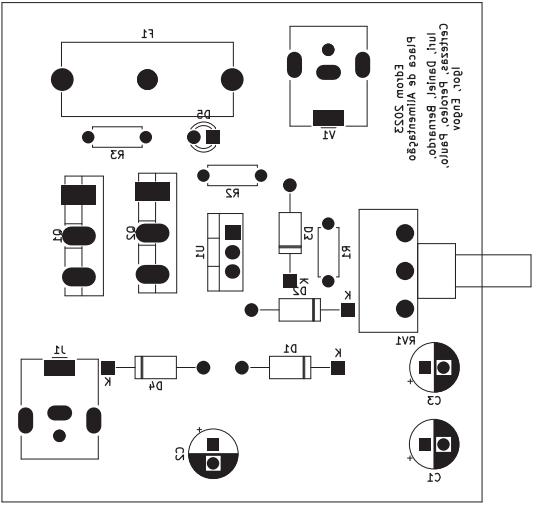 F1
D5
R3
V1
Placa de Alimentação
Edrom 2023
Igor,
Paulo,
Iuri, Daniel, Bernardo,
R2
Q1
Q2
U1
D3
K
R1
D2
K
RV1
J1
K
D4
D1
K
+
C3
+
C2
+
C1